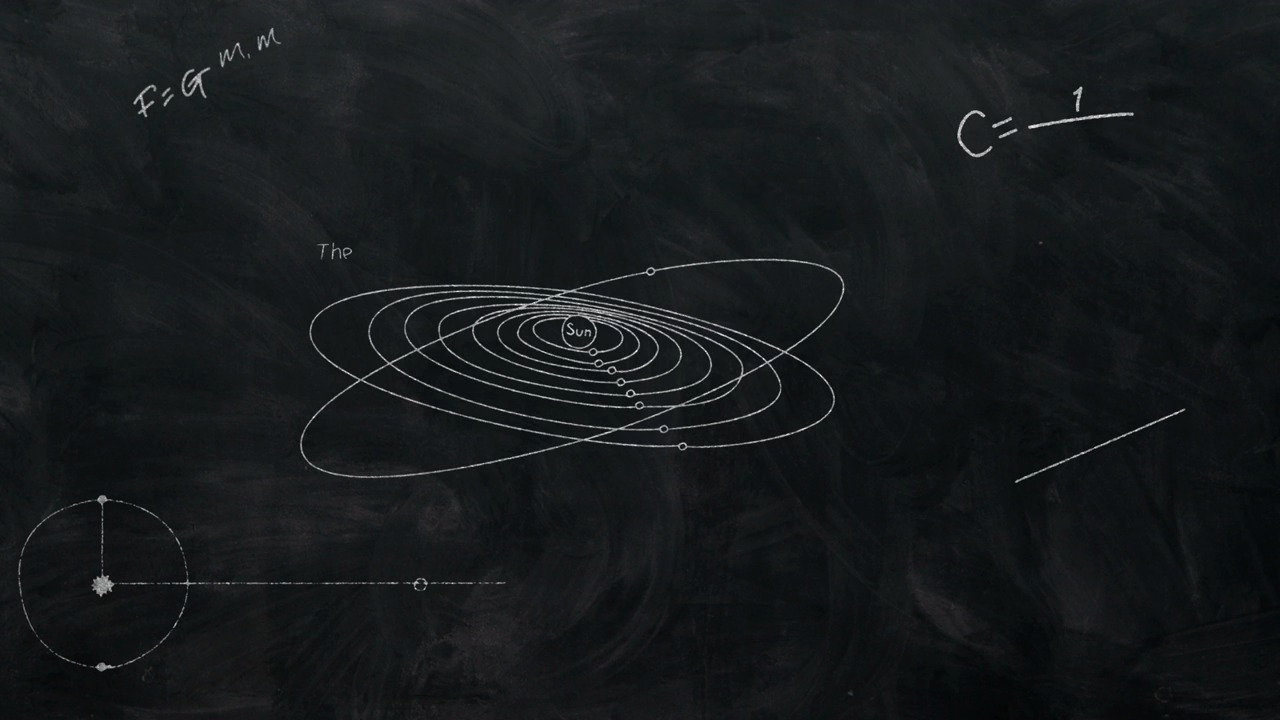 F=G m. m
C= 1
The
Sun